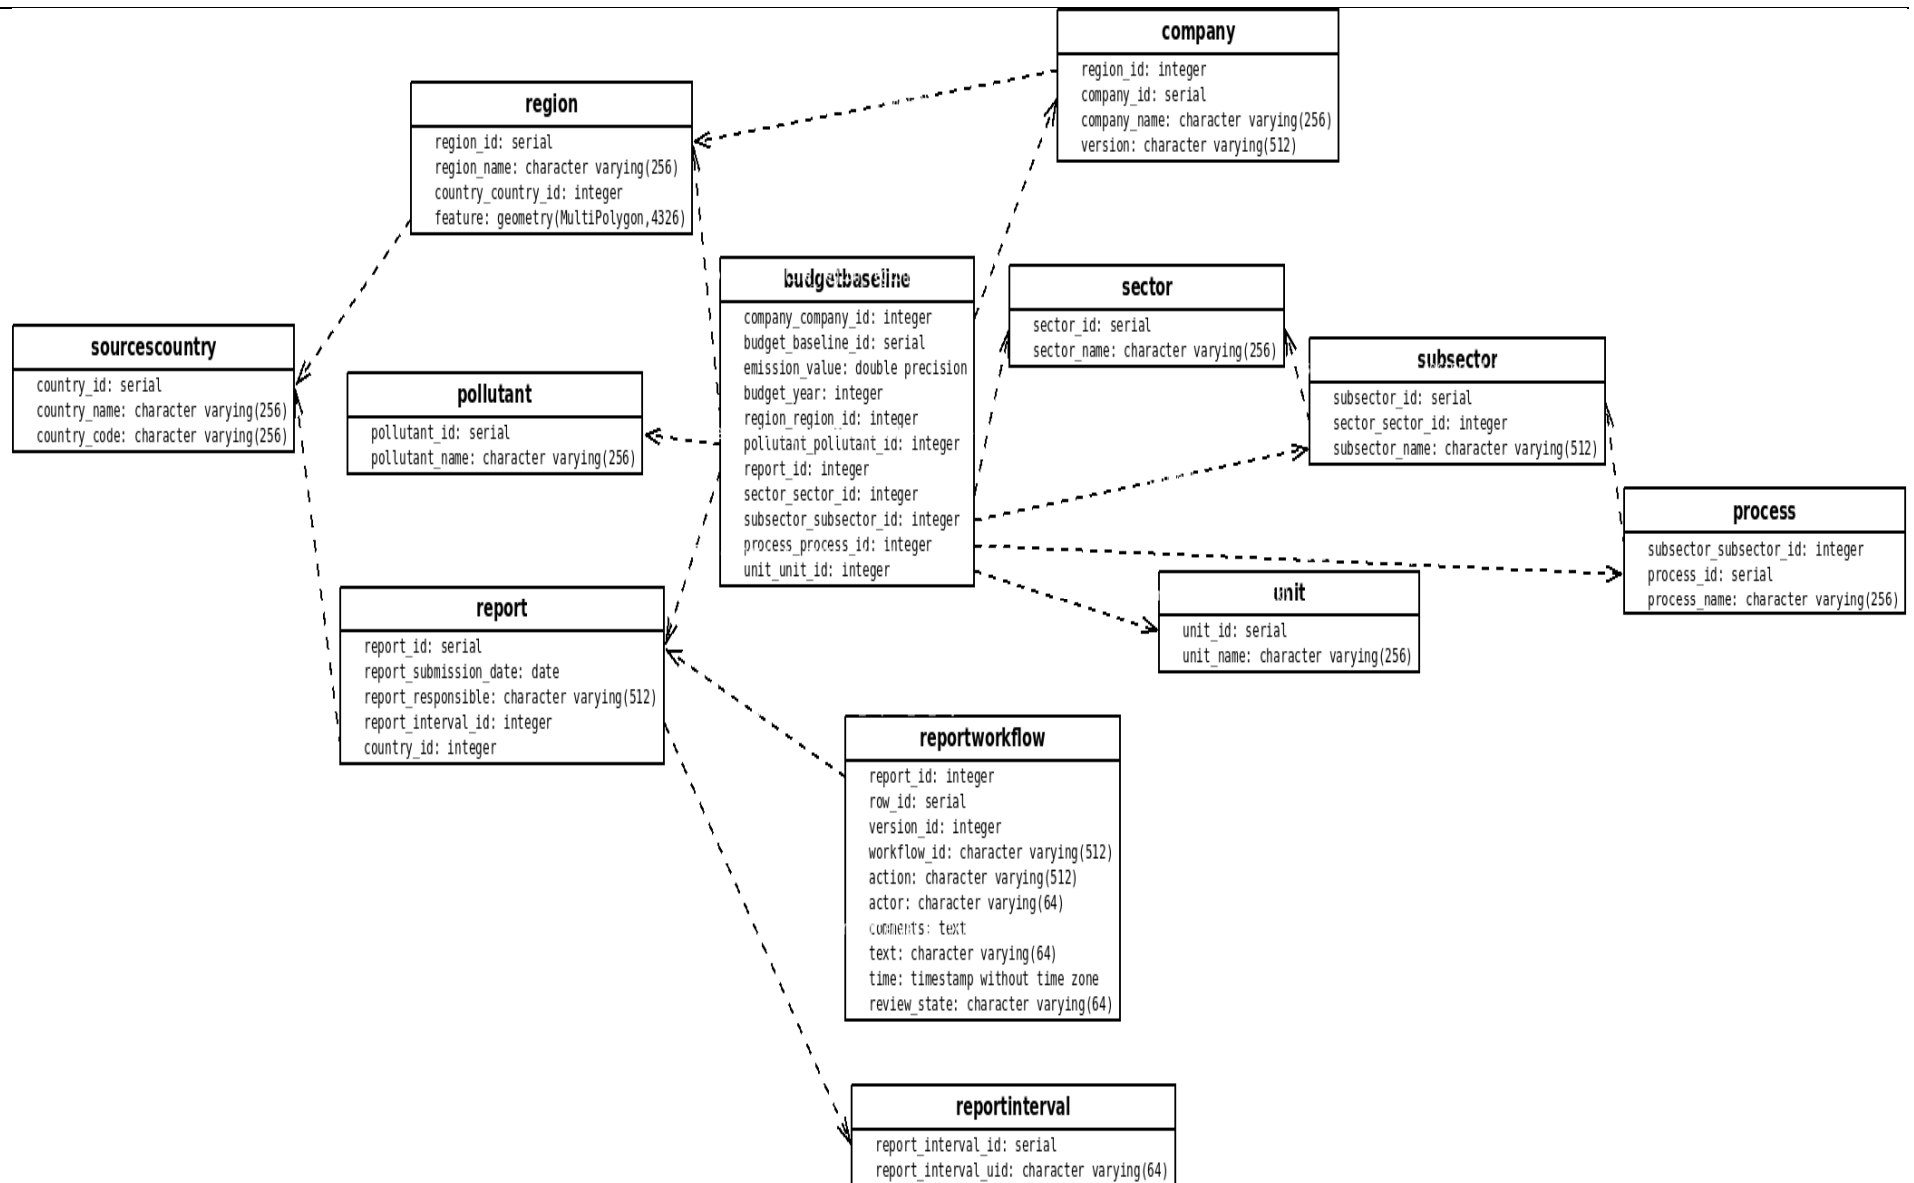 company
region_id: integer
company_id: serial
company_name: character varying(256)
version: character varying(512)
region
region_id: serial
region_name: character varying(256)
country_country_id: integer
feature: geometry(MultiPolygon,4326)
budgetbaseline
company_company_id: integer
budget_baseline_id: serial
emission_value: double precision
budget_year: integer
region_region_id: integer
pollutant_pollutant_id: integer
report_id: integer
sector_sector_id: integer
subsector_subsector_id: integer
process_process_id: integer
unit_unit_id: integer
sector
sector_id: serial
sector_name: character varying(256)
sourcescountry
country_id: serial
country_name: character varying(256)
country_code: character varying(256)
subsector
subsector_id: serial
sector_sector_id: integer
subsector_name: character varying(512)
pollutant
pollutant_id: serial
pollutant_name: character varying(256)
process
subsector_subsector_id: integer
process_id: serial
process_name: character varying(256)
unit
unit_id: serial
unit_name: character varying(256)
report
report_id: serial
report_submission_date: date
report_responsible: character varying(512)
report_interval_id: integer
country_id: integer
reportworkflow
report_id: integer
row_id: serial
version_id: integer
workflow_id: character varying(512)
action: character varying(512)
actor: character varying(64)
comments: text
text: character varying(64)
time: timestamp without time zone
review_state: character varying(64)
reportinterval
report_interval_id: serial
report_interval_uid: character varying(64)